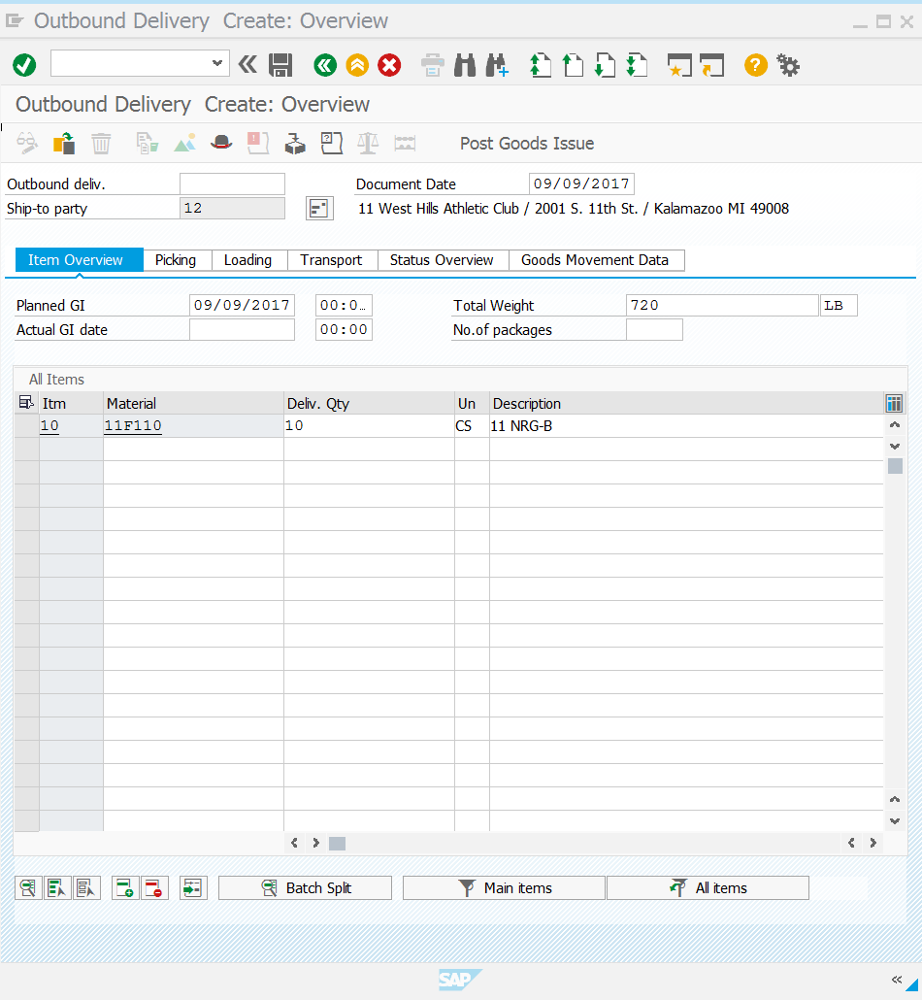 Outbound Delivery Create: Overview
Outbound Delivery Create: Overview
Post Goods Issue
Outbound deliv. Document Date 09/09/2017
Ship-to party 12 11 West Hills Athletic Club / 2001 S. 11th St. / Kalamazoo MI 49008
Item Overview Picking Loading Transport Status Overview Goods Movement Data
Planned GI 09/09/2017 00:0… Total Weight 720 LB
Actual GI date 00:00 No.of packages
All Items
Itm Material Deliv. Qty Un Description
10 11F110 10 CS 11 NRG-B
Batch Split Main items All items
SAP